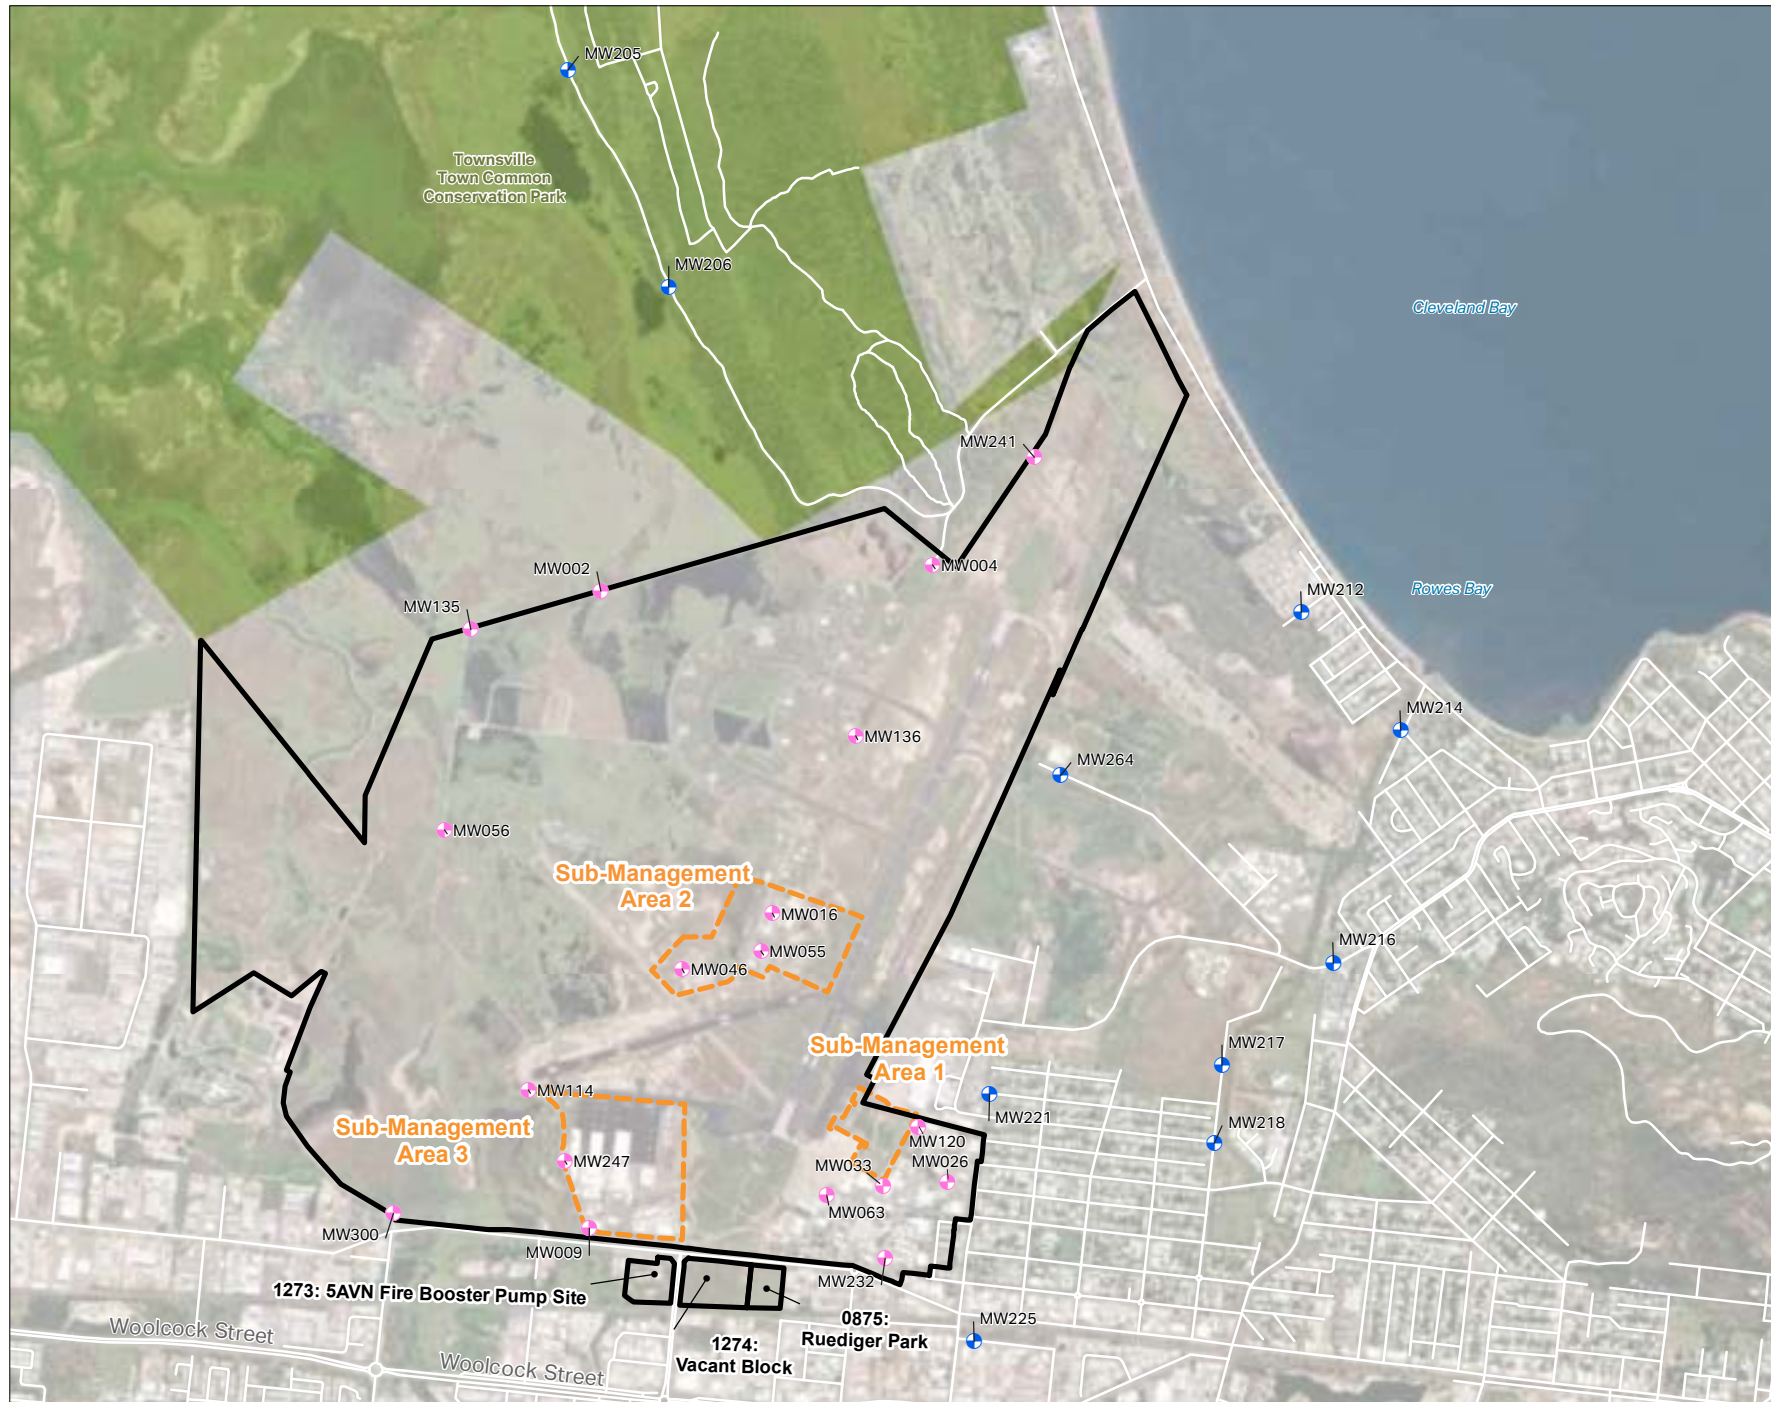 MW205
Townsville
Town Common
Conservation Park
MW206
Cleveland Bay
MW241
MW004
MW002
Rowes Bay
MW212
MW135
MW214
MW136
MW264
MW056
Sub-Management
Area 2
MW016
MW055
MW046
MW216
Sub-Management
Area 1
MW217
MW114
MW221
Sub-Management
Area 3
MW120
MW218
MW247
MW033
MW026
MW063
MW300
MW009
MW232
1273: 5AVN Fire Booster Pump Site
0875:
Ruediger Park
MW225
1274:
Vacant Block
Woolcock Street
Woolcock Street